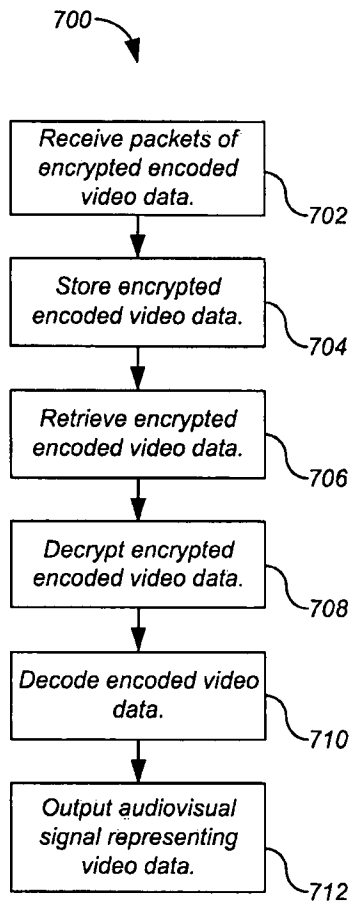 700
Receive packets of
encrypted encoded
video data.
702
Store encrypted
encoded video data.
704
Retrieve encrypted
encoded video data.
706
Decrypt encrypted
encoded video data.
708
Decode encoded video
data.
710
Output audiovisual
signal representing
video data.
712